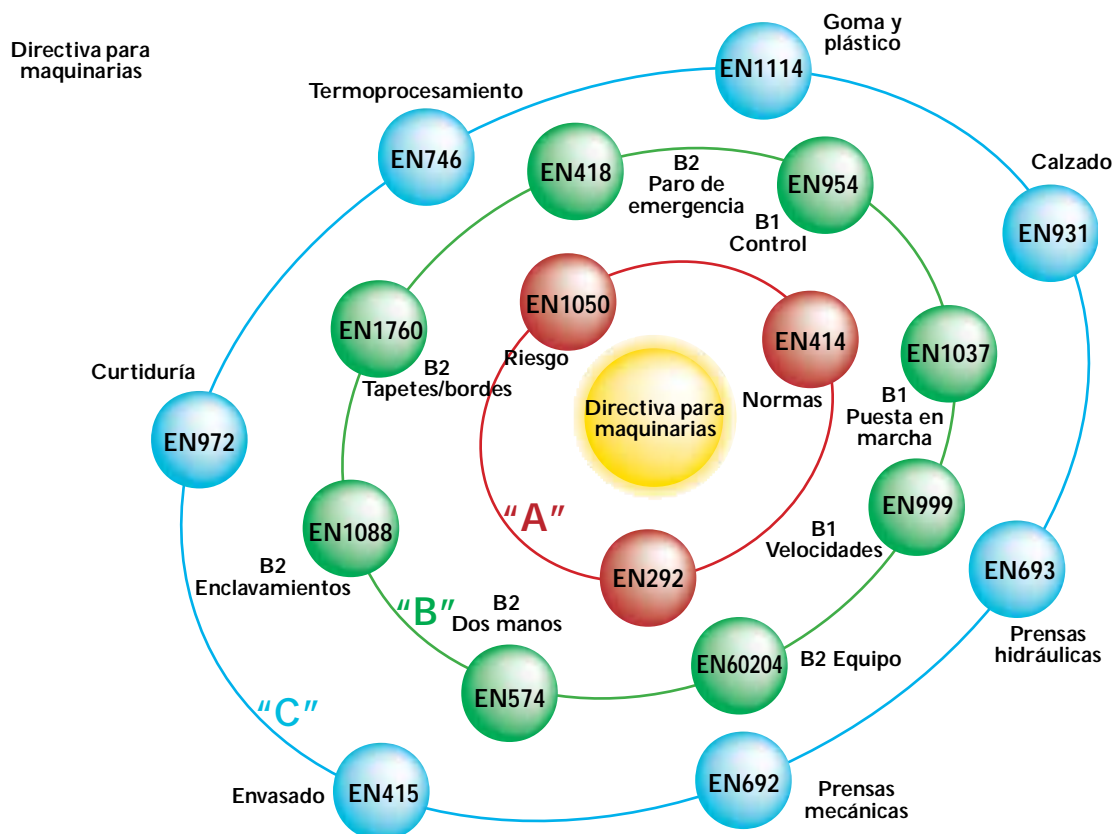 Directiva para
maquinarias
Goma y
plástico
EN1114
Termoprocesamiento
EN746
EN418
B2
Paro de
emergencia
EN954
B1
Control
Calzado
EN931
EN1050
Riesgo
EN414
Normas
EN1760
B2
Tapetes/bordes
EN1037
B1
Puesta en
marcha
Directiva para
maquinarias
Curtiduría
EN972
EN999
B1
Velocidades
"A"
EN1088
B2
Enclavamientos
EN292
EN693
Prensas
hidráulicas
"B"
B2
Dos manos
EN574
EN60204
B2 Equipo
"C"
Envasado
EN415
EN692
Prensas
mecánicas